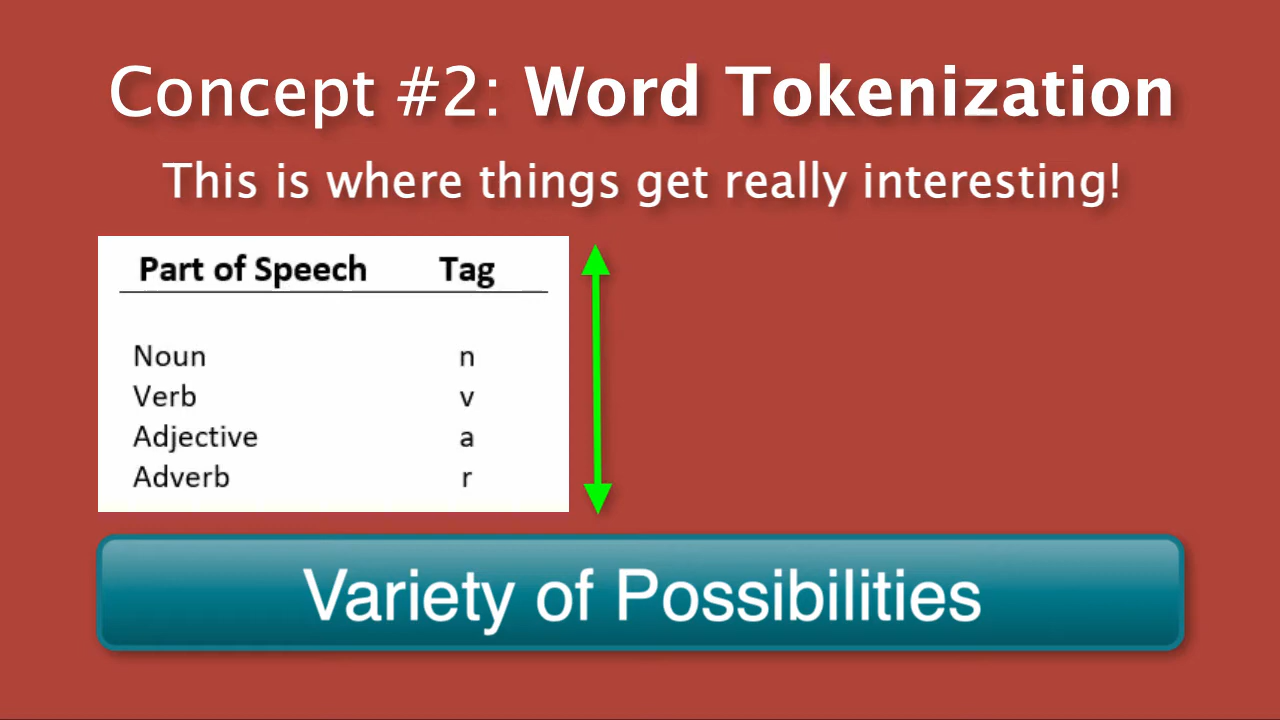 Concept #2: Word Tokenization
This is where things get really interesting!
Part of Speech Tag
Noun n
Verb v
Adjective a
Adverb r
Variety of Possibilities